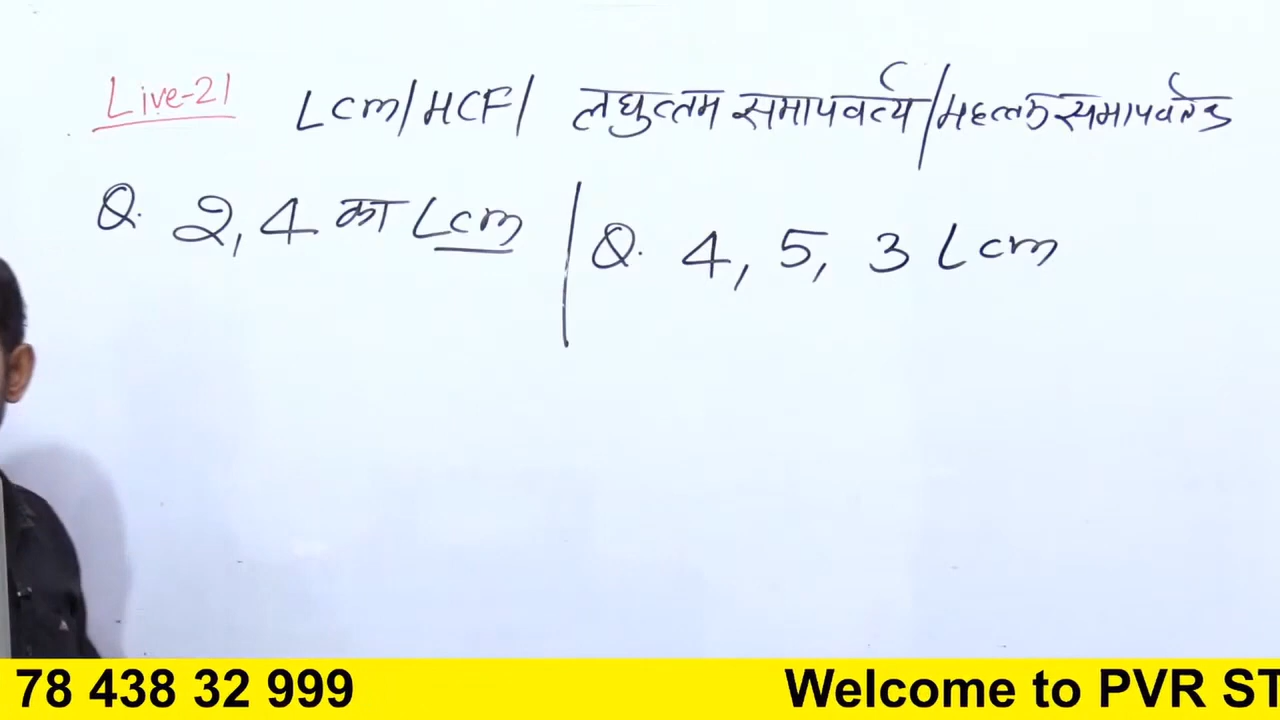 Live-21 Lcm/HCF/ लघुत्तम समापवर्त्य/महत्तम समापवर्तक
Q. 2, 4 का Lcm
Q. 4, 5, 3 Lcm
78 438 32 999 Welcome to PVR ST